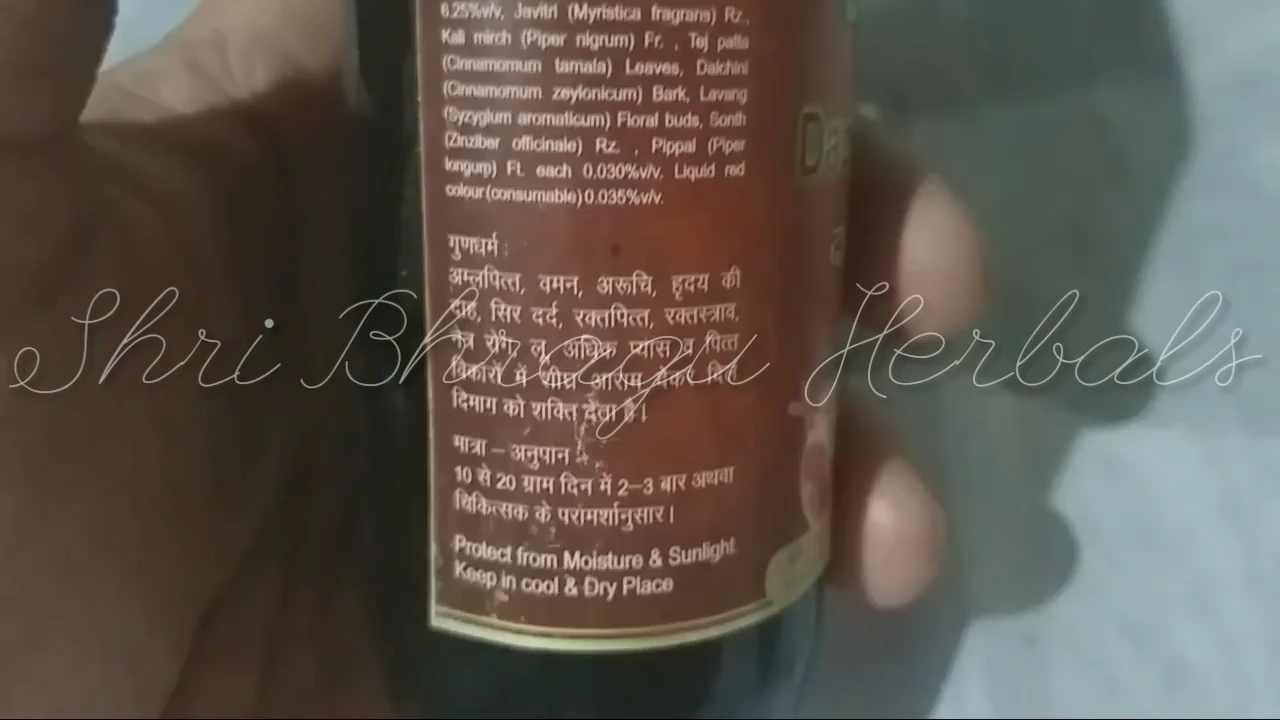 6.25%v/v, Javitri (Myristica fragrans) Rz.,
Kali mirch (Piper nigrum) Fr. , Tej patta
(Cinnamomum tamala) Leaves, Dalchini
(Cinnamomum zeylonicum) Bark, Lavang
(Syzygium aromaticum) Floral buds, Sonth
(Zinziber officinale) Rz. , Pippal (Piper
longum) Ft. each 0.030%v/v, Liquid red
colour (consumable) 0.035%v/v.
गुणधर्म :
अम्लपित्त, वमन, अरूचि, हृदय की
दाह, सिर दर्द, रक्तपित्त, रक्तस्त्राव,
नेत्र रोग, लू, अधिक प्यास व पित्त
विकारों में शीघ्र आराम देकर दिल
दिमाग को शक्ति देता है।
मात्रा – अनुपान :
10 से 20 ग्राम दिन में 2–3 बार अथवा
चिकित्सक के परामर्शानुसार।
Protect from Moisture & Sunlight
Keep in cool & Dry Place
Shri Bhragu Herbals